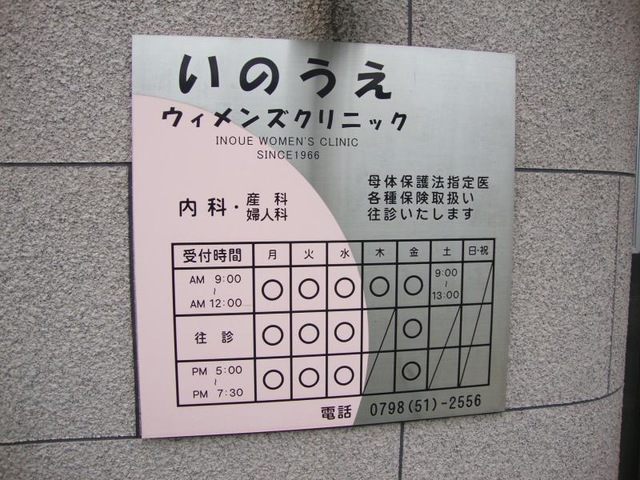 いのうえ
ウィメンズクリニック
INOUE WOMEN'S CLINIC
SINCE1966
内科・産科
婦人科
母体保護法指定医
各種保険取扱い
往診いたします
受付時間 月 火 水 木 金 土 日・祝
AM 9:00 ~ AM 12:00 ○ ○ ○ ○ ○ 9:00 ~ 13:00
往診 ○ ○ ○ ○
PM 5:00 ~ PM 7:30 ○ ○ ○ ○
電話 0798(51)-2556